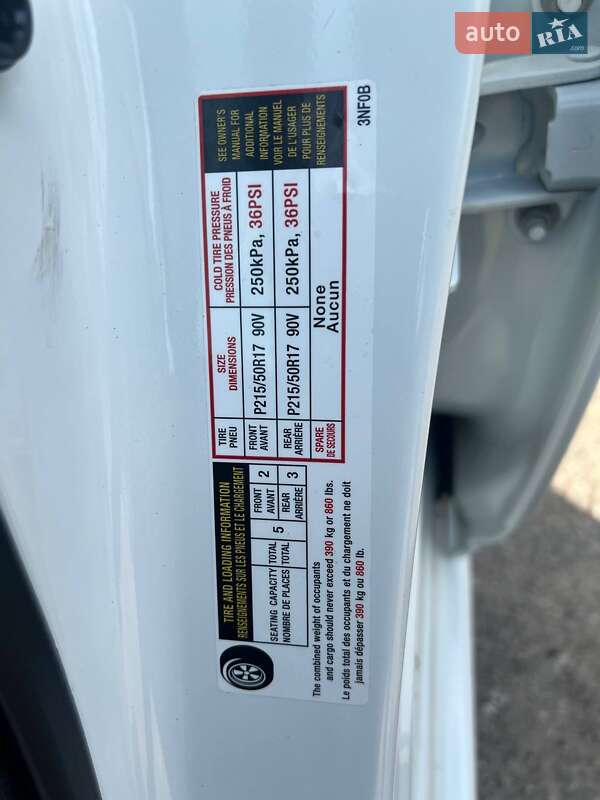 auto RIA
.com
TIRE AND LOADING INFORMATION
RENSEIGNEMENTS SUR LES PNEUS ET LE CHARGEMENT
SEATING CAPACITY
NOMBRE DE PLACES
TOTAL
TOTAL
5
FRONT
AVANT
2
REAR
ARRIÈRE
3
The combined weight of occupants
and cargo should never exceed 390 kg or 860 lbs.
Le poids total des occupants et du chargement ne doit
jamais dépasser 390 kg ou 860 lb.
TIRE
PNEU
SIZE
DIMENSIONS
COLD TIRE PRESSURE
PRESSION DES PNEUS À FROID
SEE OWNER'S
MANUAL FOR
ADDITIONAL
INFORMATION
VOIR LE MANUEL
DE L'USAGER
POUR PLUS DE
RENSEIGNEMENTS
FRONT
AVANT
P215/50R17 90V
250kPa, 36PSI
REAR
ARRIÈRE
P215/50R17 90V
250kPa, 36PSI
SPARE
DE SECOURS
None
Aucun
3NF0B